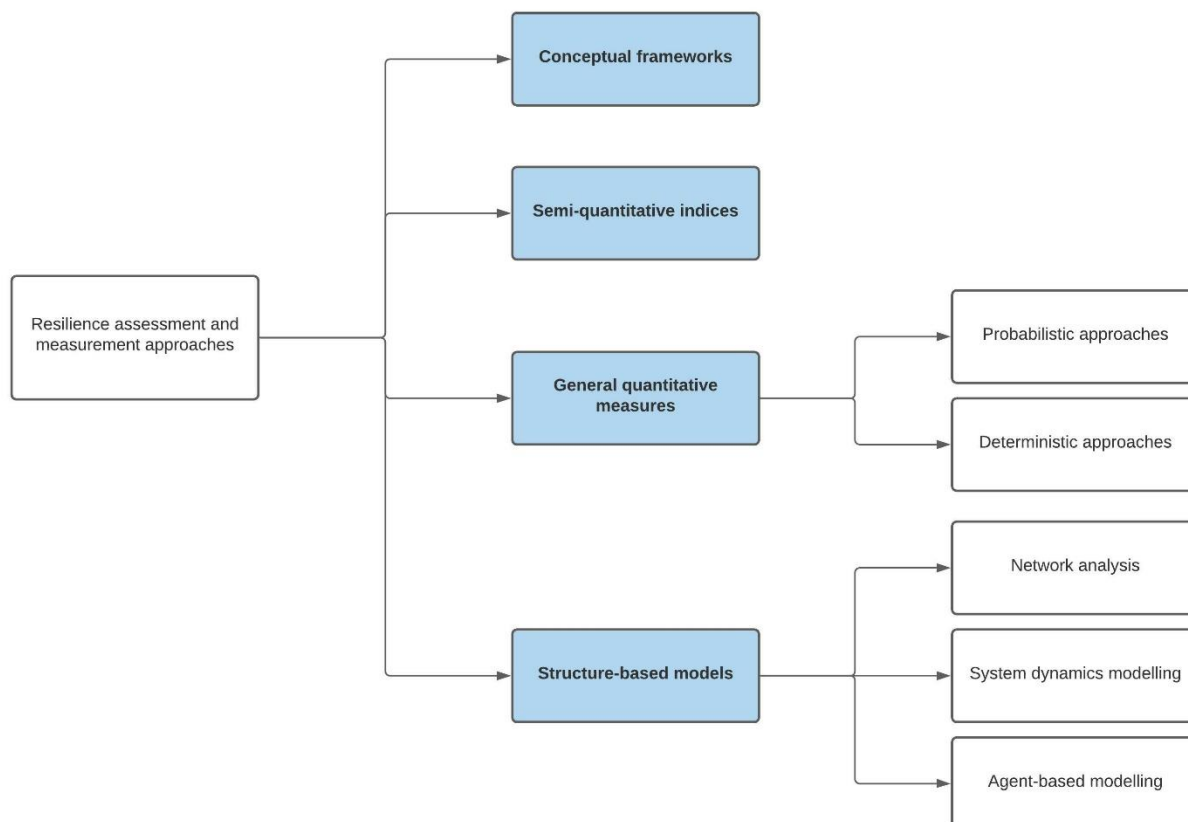 Conceptual frameworks
Semi-quantitative indices
Resilience assessment and
measurement approaches
General quantitative
measures
Probabilistic approaches
Deterministic approaches
Structure-based models
Network analysis
System dynamics modelling
Agent-based modelling